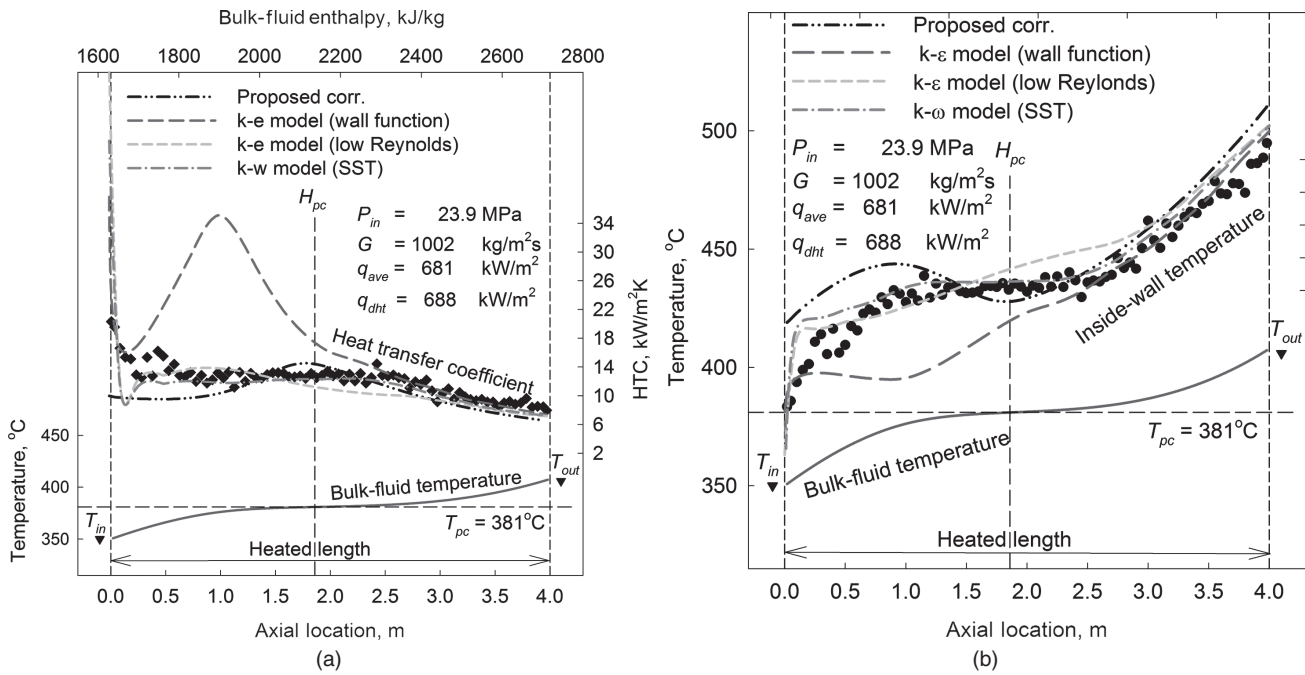 Bulk-fluid enthalpy, kJ/kg
1600 1800 2000 2200 2400 2600 2800
Proposed corr.
k-e model (wall function)
k-e model (low Reynolds)
k-w model (SST)
Hpc
Pin = 23.9 MPa
G = 1002 kg/m2s
qave = 681 kW/m2
qdht = 688 kW/m2
Heat transfer coefficient
HTC, kW/m2K
34
30
26
22
18
14
10
6
2
Temperature, oC
450
400
350
Tin
Bulk-fluid temperature
Tout
Tpc = 381oC
Heated length
0.0 0.5 1.0 1.5 2.0 2.5 3.0 3.5 4.0
Axial location, m
(a)
Proposed corr.
k-ε model (wall function)
k-ε model (low Reylonds)
k-ω model (SST)
Pin = 23.9 MPa
Hpc
G = 1002 kg/m2s
qave = 681 kW/m2
qdht = 688 kW/m2
Temperature, oC
500
450
400
350
Inside-wall temperature
Tout
Tpc = 381oC
Tin
Bulk-fluid temperature
Heated length
0.0 0.5 1.0 1.5 2.0 2.5 3.0 3.5 4.0
Axial location, m
(b)